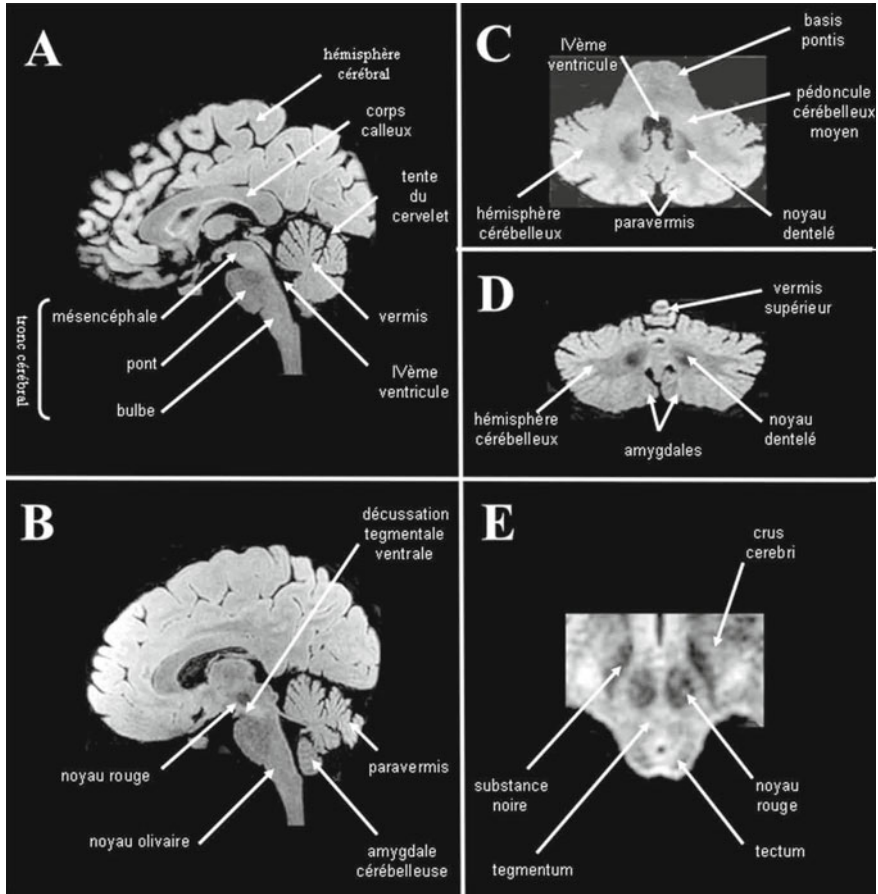 A
hémisphère
cérébral
corps
calleux
tente
du
cervelet
mésencéphale
vermis
tronc cérébral
pont
IVème
ventricule
bulbe
B
décussation
tegmentale
ventrale
noyau rouge
paravermis
noyau olivaire
amygdale
cérébelleuse
C
IVème
ventricule
basis
pontis
pédoncule
cérébelleux
moyen
hémisphère
cérébelleux
paravermis
noyau
dentelé
D
vermis
supérieur
hémisphère
cérébelleux
amygdales
noyau
dentelé
E
crus
cerebri
substance
noire
noyau
rouge
tegmentum
tectum